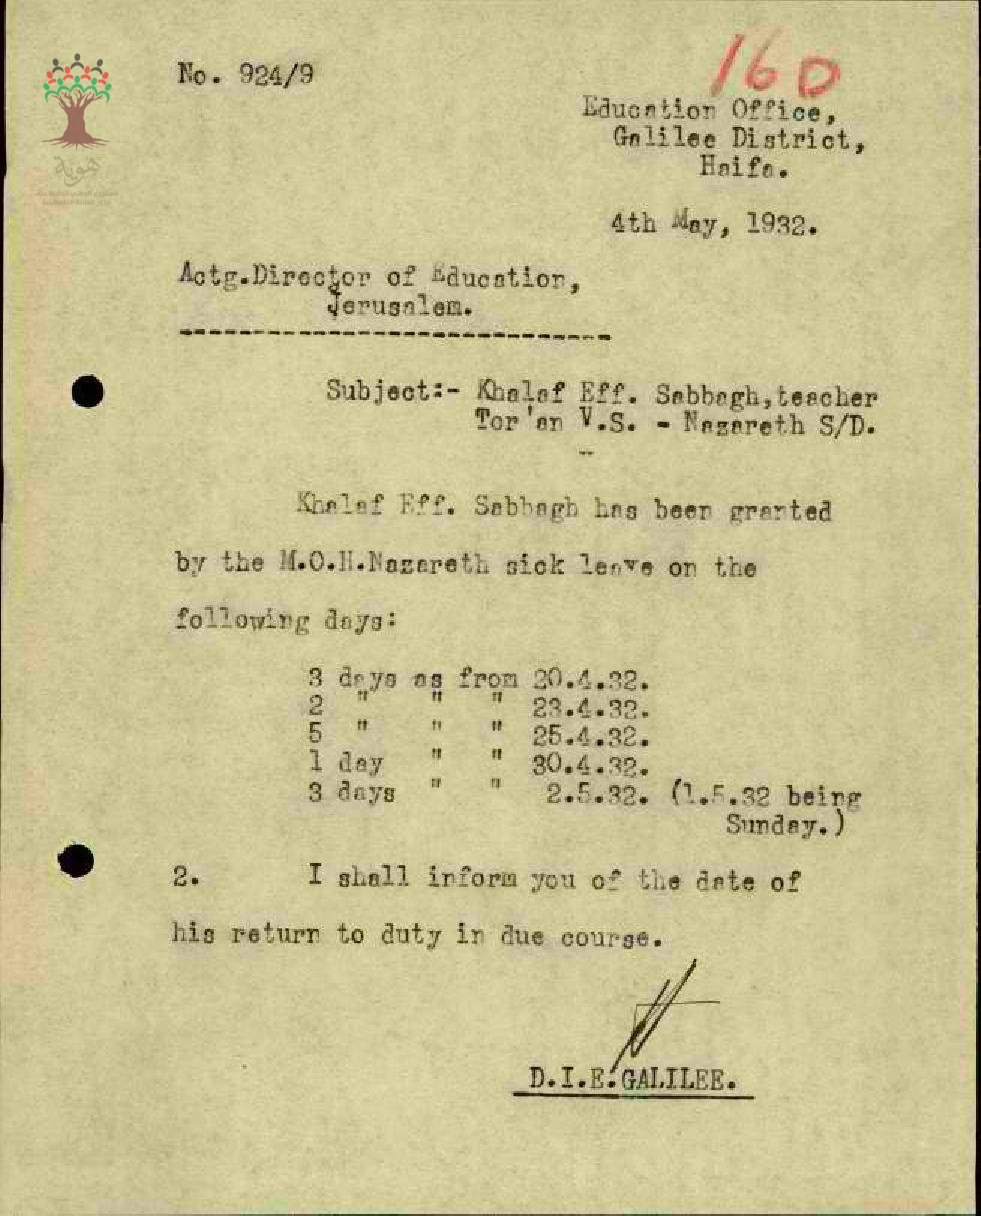 160
No. 924/9
Education Office,
Galilee District,
Haifa.
4th May, 1932.
Actg.Director of Education,
Jerusalem.
Subject:- Khalaf Eff. Sabbagh,teacher
Tor'an V.S. - Nazareth S/D.
Khalaf Eff. Sabbagh has been granted
by the M.O.H.Nazareth sick leave on the
following days:
3 days as from 20.4.32.
2 " " " 23.4.32.
5 " " " 25.4.32.
1 day " " 30.4.32.
3 days " " 2.5.32. (1.5.32 being
Sunday.)
2. I shall inform you of the date of
his return to duty in due course.
D.I.E.GALILEE.
هوية